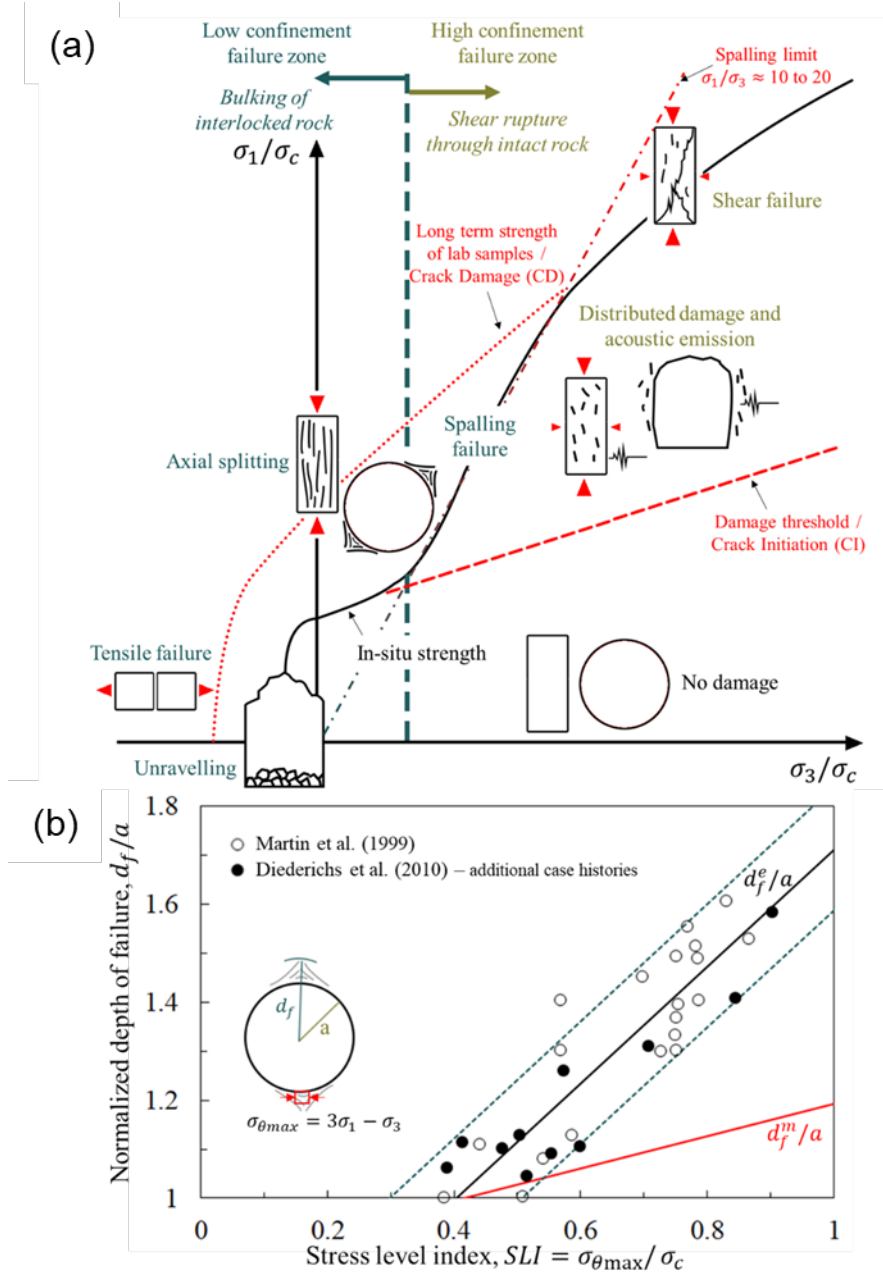 (a)
Low confinement
failure zone
High confinement
failure zone
Spalling limit
σ₁/σ₃ ≈ 10 to 20
Bulking of
interlocked rock
Shear rupture
through intact rock
σ₁/σc
Shear failure
Long term strength
of lab samples /
Crack Damage (CD)
Distributed damage and
acoustic emission
Axial splitting
Spalling
failure
Damage threshold /
Crack Initiation (CI)
Tensile failure
In-situ strength
No damage
Unravelling
σ₃/σc
(b)
Normalized depth of failure, d_f/a
1.8
1.6
1.4
1.2
1
Martin et al. (1999)
Diederichs et al. (2010) – additional case histories
d_f^e/a
d_f
a
σθmax = 3σ₁ − σ₃
d_f^m/a
0
0.2
0.4
0.6
0.8
1
Stress level index, SLI = σθmax/σc